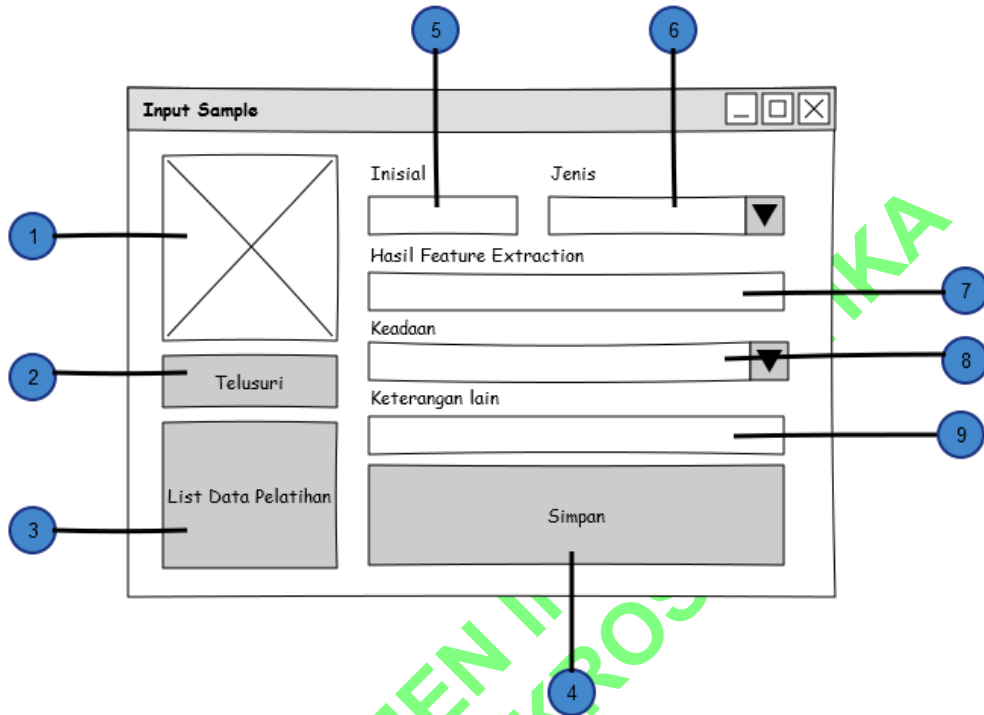 5
6
Input Sample
Inisial
Jenis
1
Hasil Feature Extraction
7
Keadaan
8
2
Telusuri
Keterangan lain
9
List Data Pelatihan
3
Simpan
4